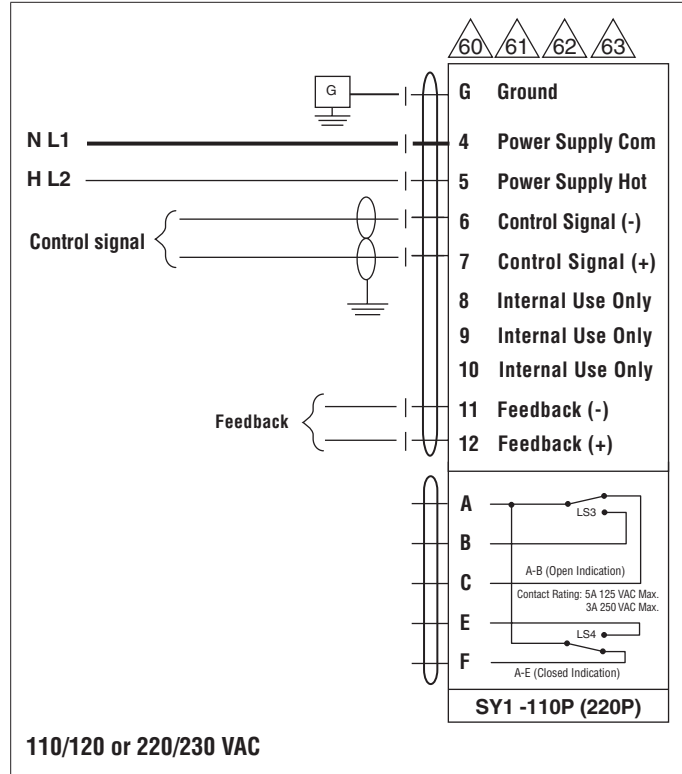 60 61 62 63
G
G Ground
N L1
4 Power Supply Com
H L2
5 Power Supply Hot
6 Control Signal (-)
Control signal
7 Control Signal (+)
8 Internal Use Only
9 Internal Use Only
10 Internal Use Only
11 Feedback (-)
Feedback
12 Feedback (+)
A
LS3
B
A-B (Open Indication)
C
Contact Rating: 5A 125 VAC Max.
3A 250 VAC Max.
E
LS4
F
A-E (Closed Indication)
SY1 -110P (220P)
110/120 or 220/230 VAC